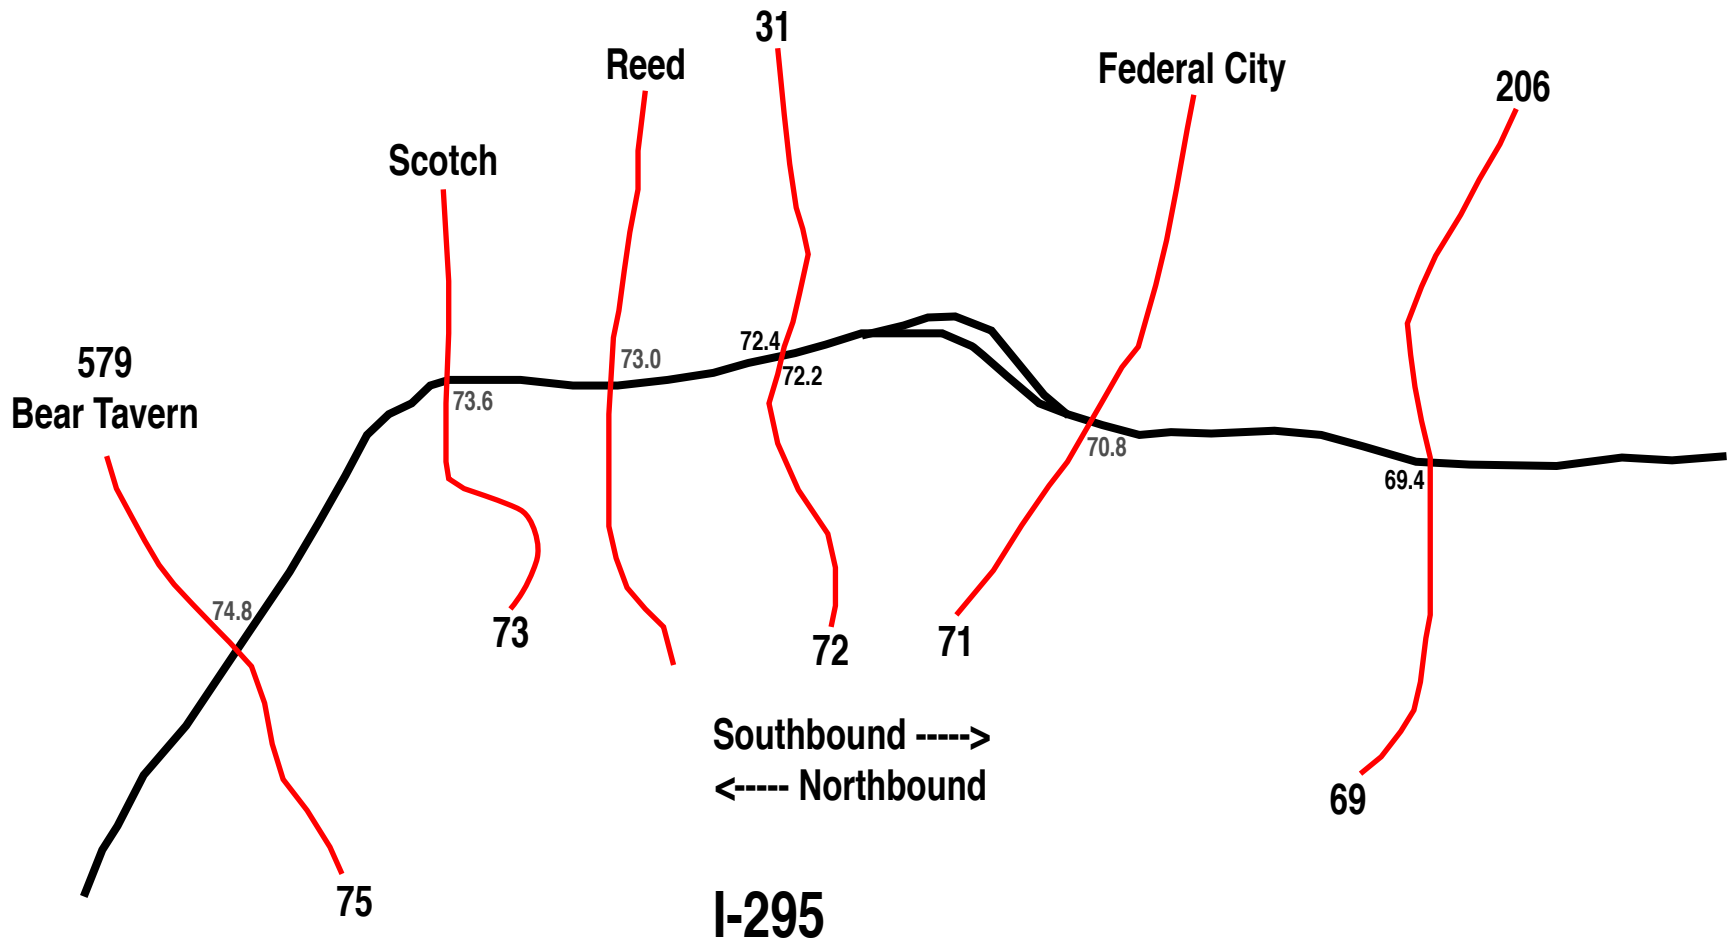 31
Reed
Federal City
206
Scotch
579
Bear Tavern
72.4
73.0
72.2
73.6
70.8
69.4
74.8
73
72
71
Southbound ----->
<----- Northbound
69
75
I-295